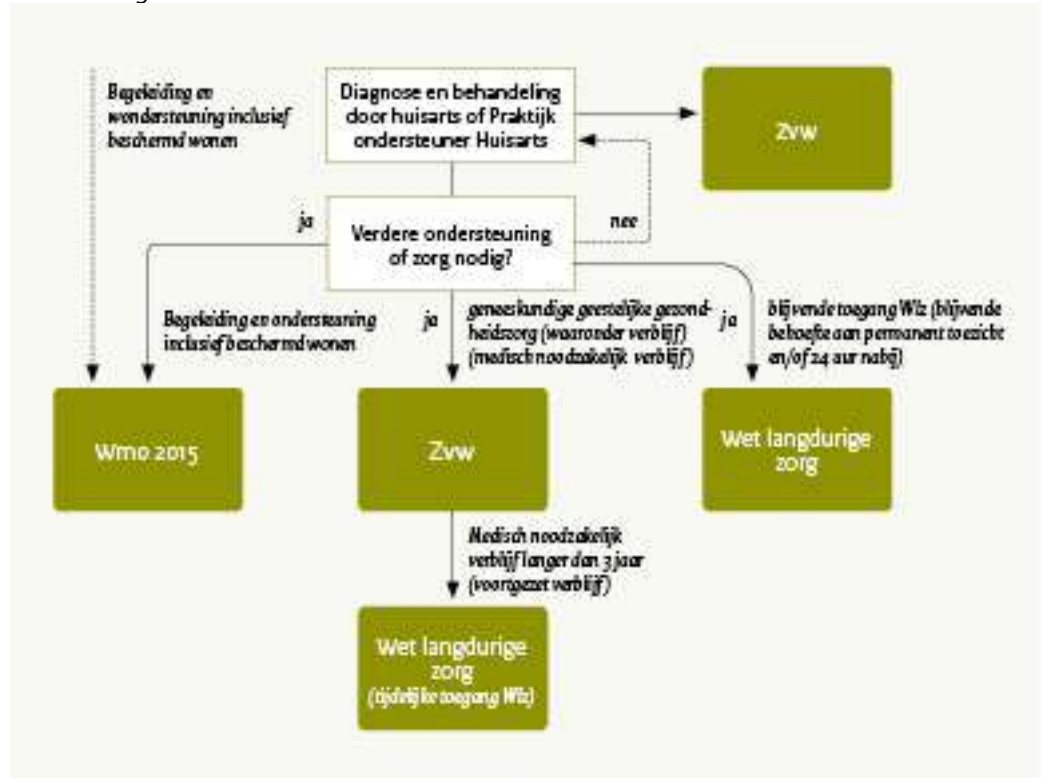 Begeleiding en
wondersteuning inclusief
beschermd wonen
Diagnose en behandeling
door huisarts of Praktijk
ondersteuner Huisarts
Zvw
ja
Verdere ondersteuning
of zorg nodig?
nee
Begeleiding en ondersteuning
inclusief beschermd wonen
ja
geneeskundige geestelijke gezond-
heidszorg (waaronder verblijf)
(medisch noodzakelijk verblijf)
ja
blijvende toegang Wlz (blijvende
behoefte aan permanent toezicht
en/of 24 uur nabij)
Wmo 2015
Zvw
Wet langdurige
zorg
Medisch noodzakelijk
verblijf langer dan 3 jaar
(voortgezet verblijf)
Wet langdurige
zorg
(tijdelijke toegang Wlz)